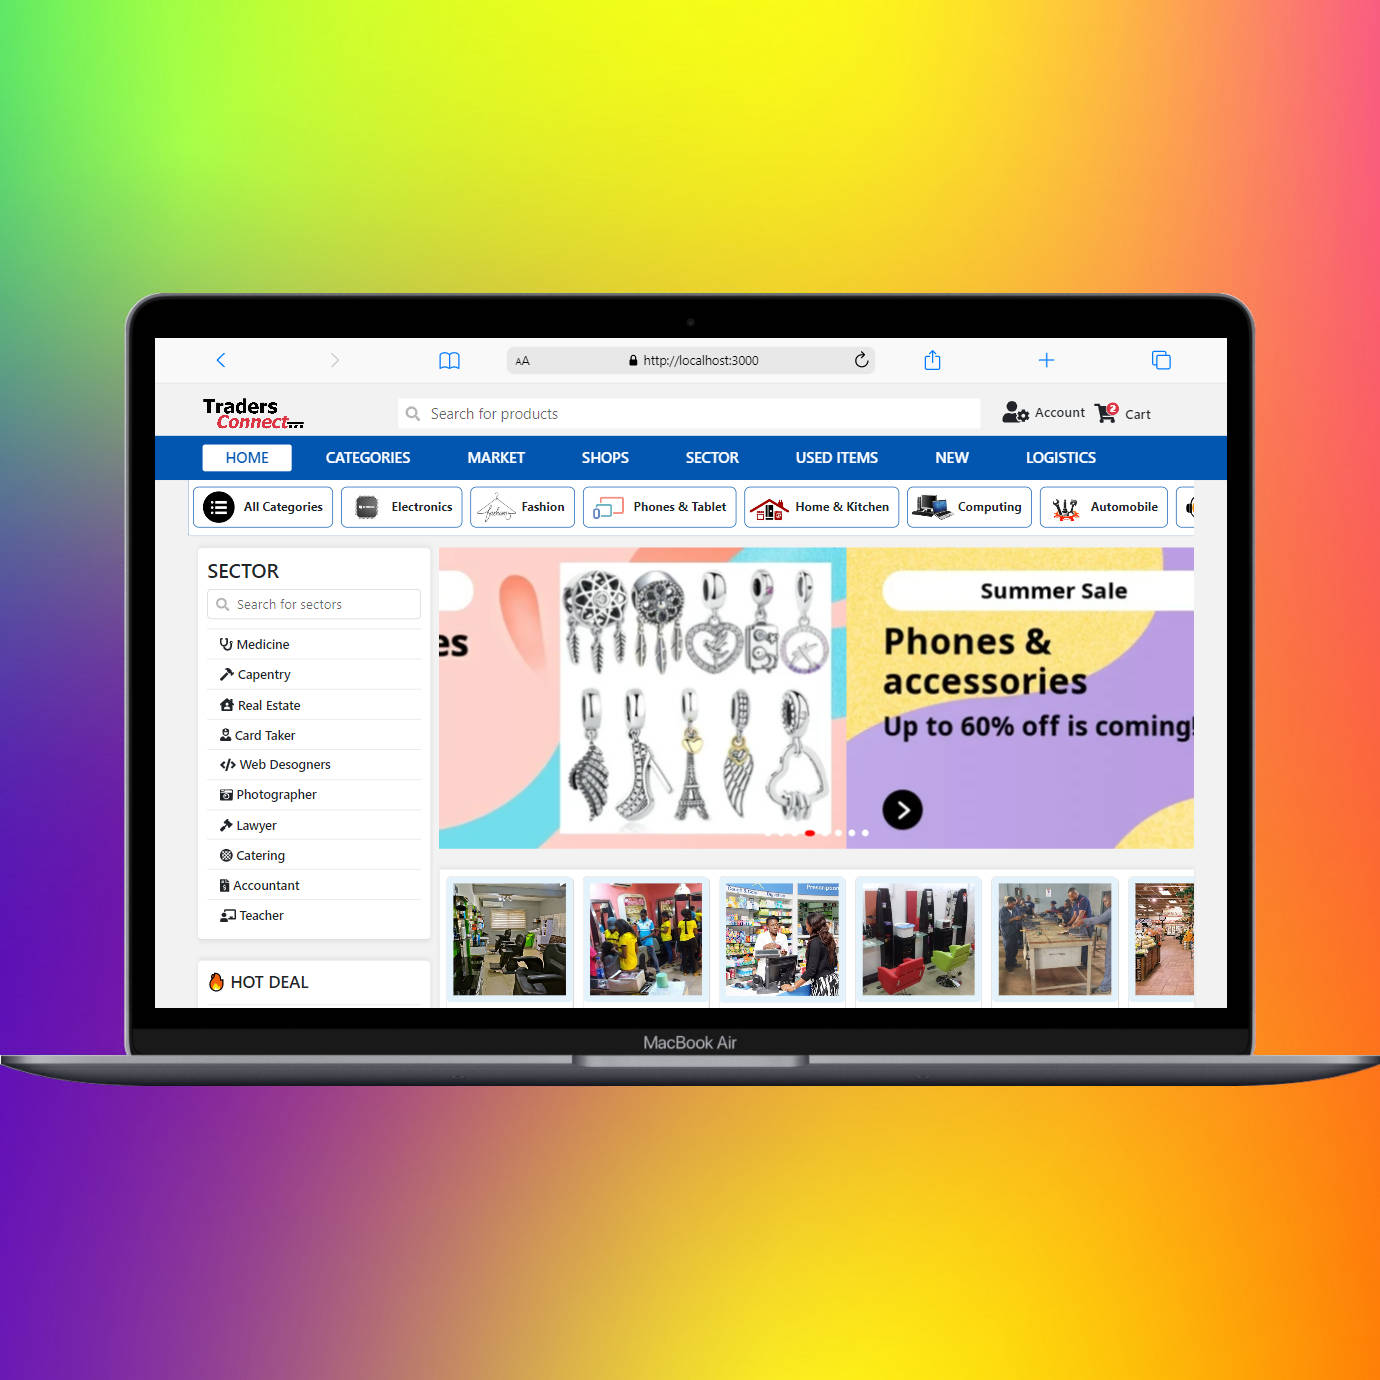 AA
http://localhost:3000
Traders
Connect
Search for products
Account
2
Cart
HOME
CATEGORIES
MARKET
SHOPS
SECTOR
USED ITEMS
NEW
LOGISTICS
All Categories
Electronics
Fashion
Phones & Tablet
Home & Kitchen
Computing
Automobile
SECTOR
Search for sectors
Medicine
Capentry
Real Estate
Card Taker
Web Desogners
Photographer
Lawyer
Catering
Accountant
Teacher
HOT DEAL
es
Summer Sale
Phones &
accessories
Up to 60% off is coming!
MacBook Air